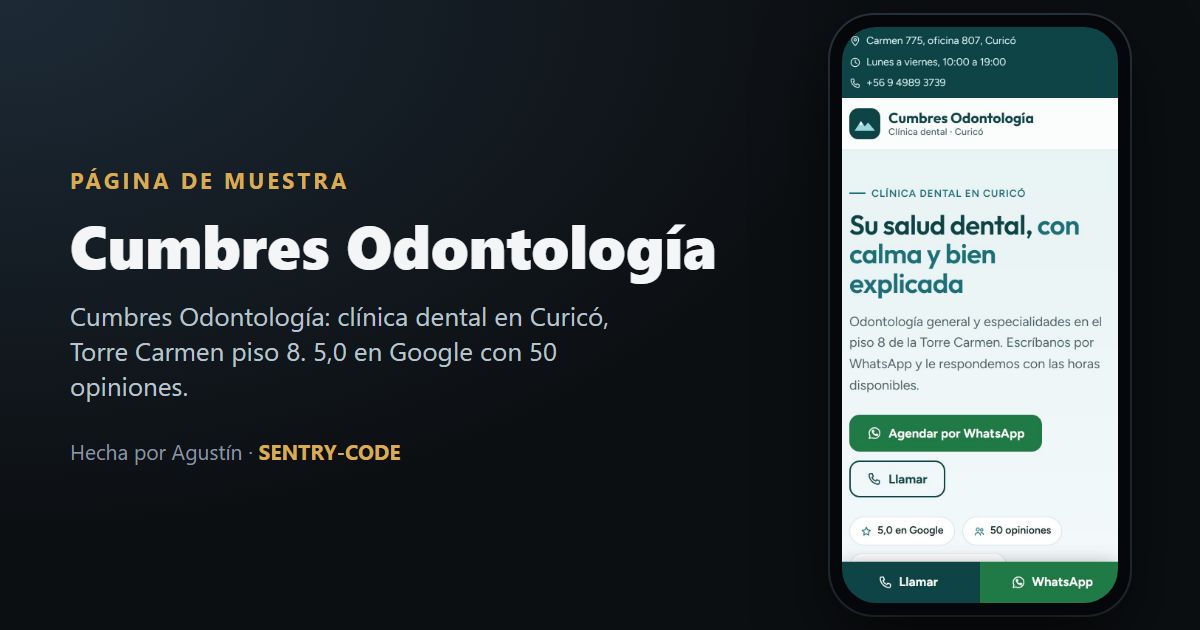 PÁGINA DE MUESTRA
Cumbres Odontología
Cumbres Odontología: clínica dental en Curicó,
Torre Carmen piso 8. 5,0 en Google con 50
opiniones.
Hecha por Agustín · SENTRY-CODE
Carmen 775, oficina 807, Curicó
Lunes a viernes, 10:00 a 19:00
+56 9 4989 3739
Cumbres Odontología
Clínica dental · Curicó
CLÍNICA DENTAL EN CURICÓ
Su salud dental, con
calma y bien
explicada
Odontología general y especialidades en el
piso 8 de la Torre Carmen. Escríbanos por
WhatsApp y le respondemos con las horas
disponibles.
Agendar por WhatsApp
Llamar
5,0 en Google
50 opiniones
Llamar
WhatsApp